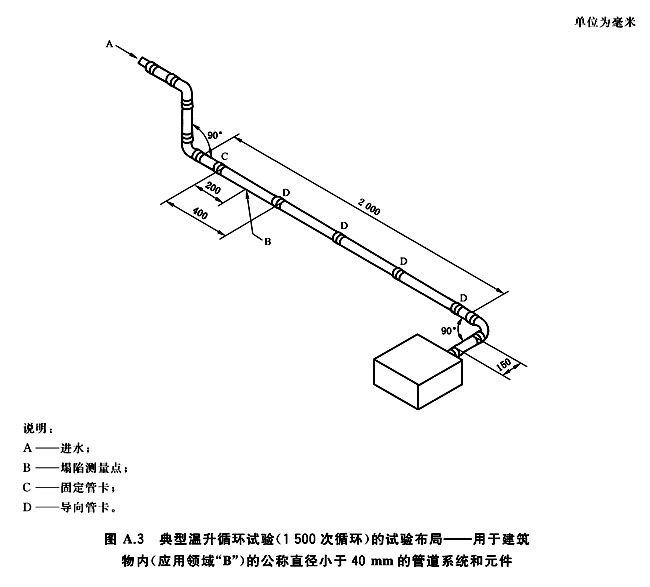 单位为毫米
A
90°
C
200
D
2 000
400
B
D
D
D
90°
150
说明：
A ——进水；
B ——塌陷测量点；
C ——固定管卡；
D ——导向管卡。
图 A.3 典型温升循环试验(1 500 次循环)的试验布局——用于建筑
物内(应用领域“B”)的公称直径小于 40 mm 的管道系统和元件